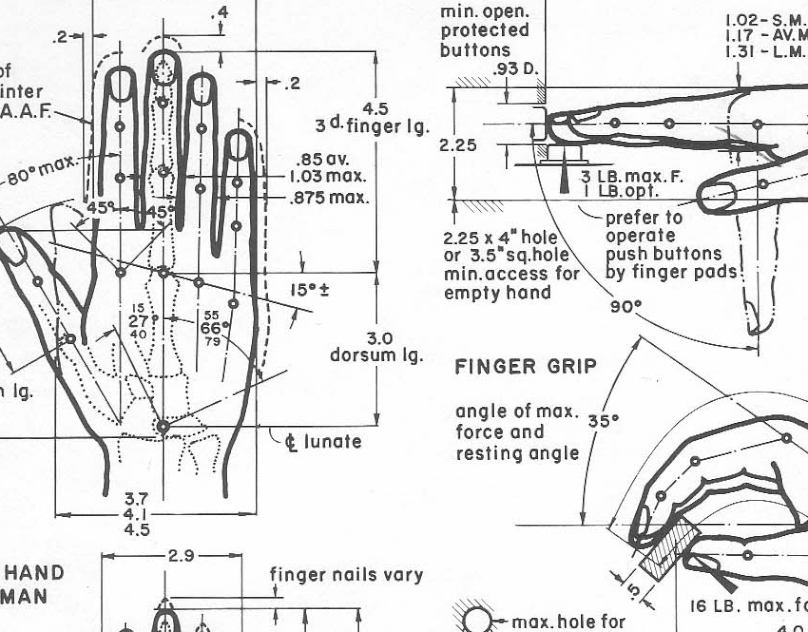 .4
.2
of
inter
A.A.F.
.2
4.5
3 d. finger lg.
80° max.
.85 av.
1.03 max.
.875 max.
45°
45°
15°±
15
27°
40
55
66°
79
3.0
dorsum lg.
lg.
℄ lunate
3.7
4.1
4.5
HAND
MAN
2.9
finger nails vary
min. open.
protected
buttons
.93 D.
1.02 - S.M.
1.17 - AV.M
1.31 - L.M.
2.25
3 LB. max. F.
1 LB. opt.
prefer to
operate
push buttons
by finger pads
2.25 x 4" hole
or 3.5" sq. hole
min. access for
empty hand
90°
FINGER GRIP
angle of max.
force and
resting angle
35°
.5
16 LB. max. fo
4.0
max. hole for